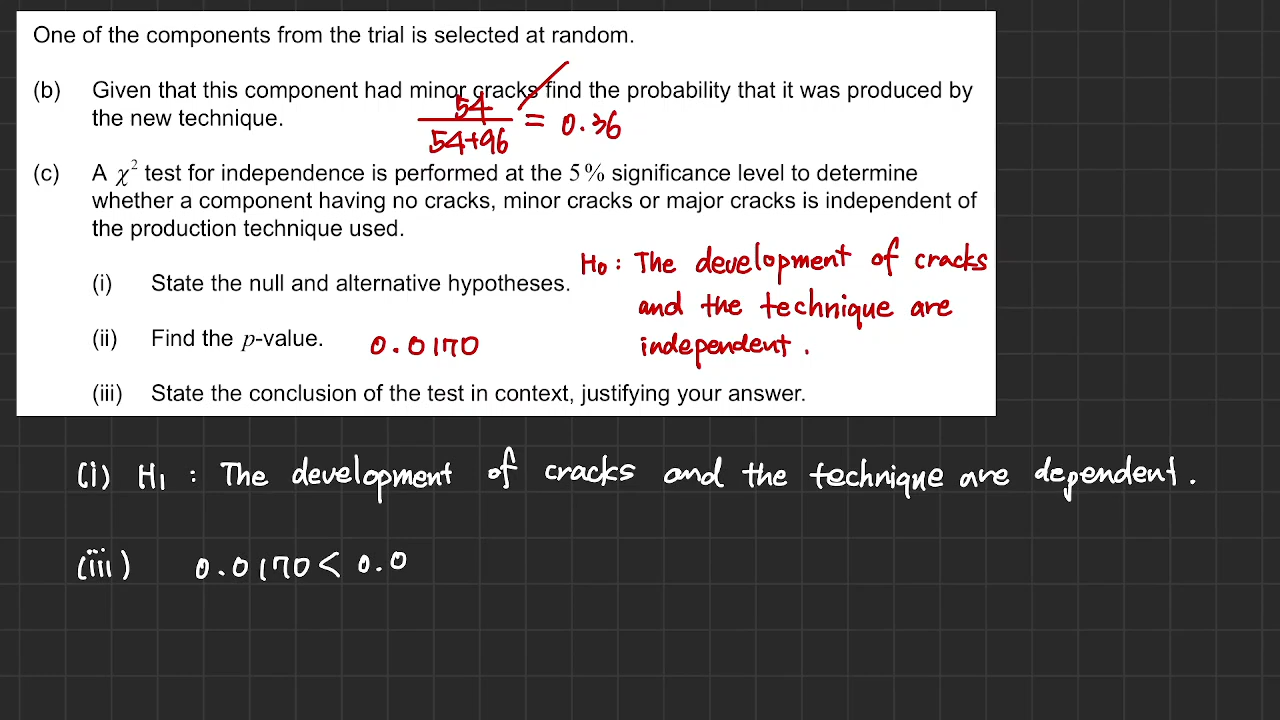 One of the components from the trial is selected at random.
(b) Given that this component had minor cracks find the probability that it was produced by
the new technique.
54
54+96
= 0.36
(c) A χ² test for independence is performed at the 5% significance level to determine
whether a component having no cracks, minor cracks or major cracks is independent of
the production technique used.
(i) State the null and alternative hypotheses.
H₀ : The development of cracks
and the technique are
independent .
(ii) Find the p-value. 0.0170
(iii) State the conclusion of the test in context, justifying your answer.
(i) H₁ : The development of cracks and the technique are dependent .
(iii) 0.0170 < 0.0